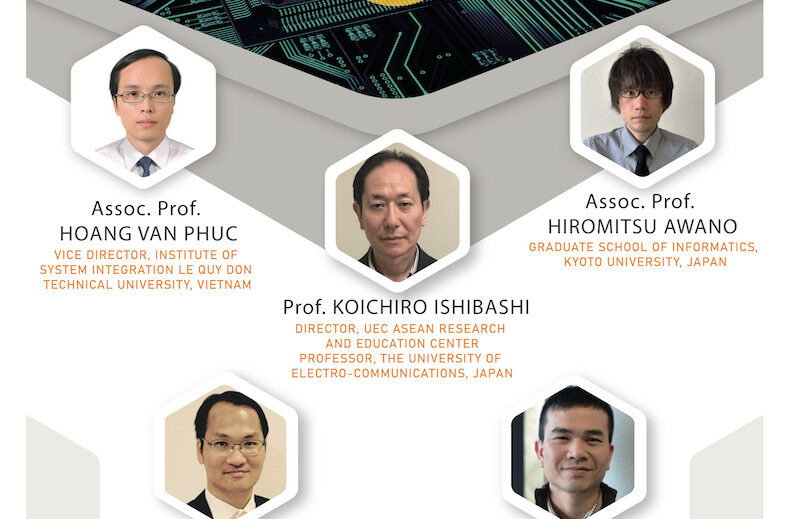 Assoc. Prof.
HOANG VAN PHUC
VICE DIRECTOR, INSTITUTE OF
SYSTEM INTEGRATION LE QUY DON
TECHNICAL UNIVERSITY, VIETNAM
Prof. KOICHIRO ISHIBASHI
DIRECTOR, UEC ASEAN RESEARCH
AND EDUCATION CENTER
PROFESSOR, THE UNIVERSITY OF
ELECTRO-COMMUNICATIONS, JAPAN
Assoc. Prof.
HIROMITSU AWANO
GRADUATE SCHOOL OF INFORMATICS,
KYOTO UNIVERSITY, JAPAN